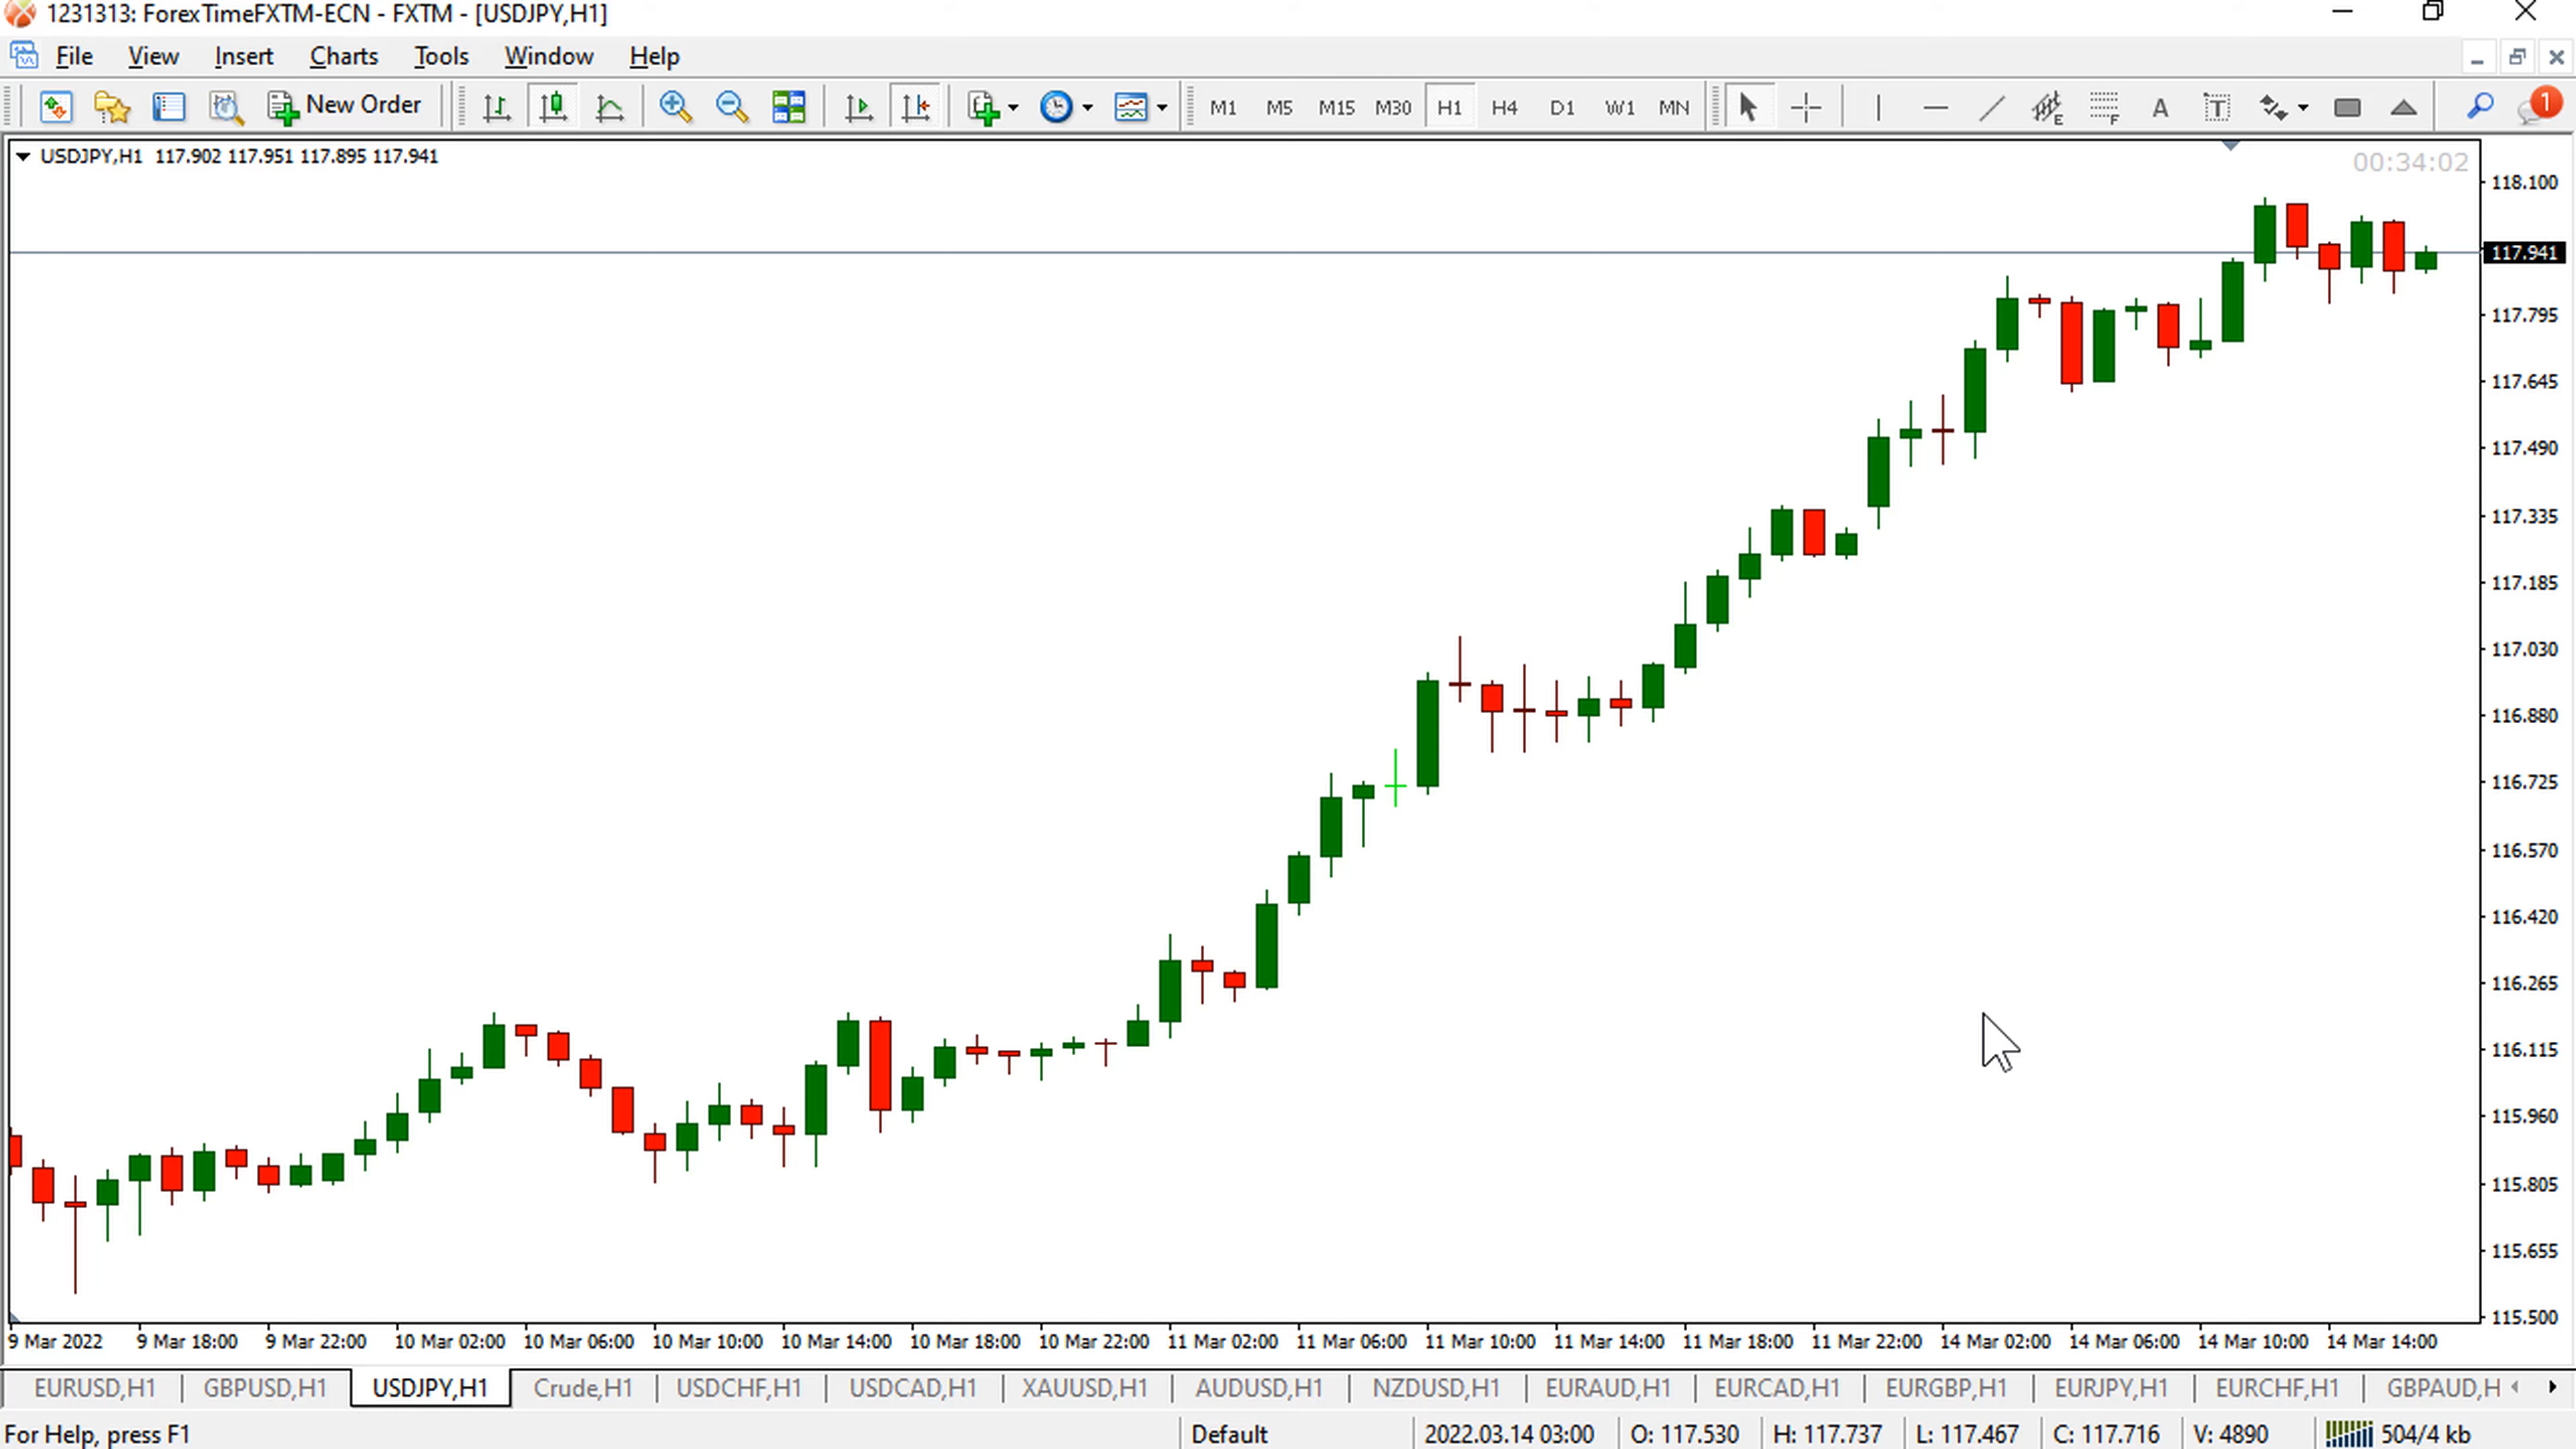 1231313: ForexTimeFXTM-ECN - FXTM - [USDJPY,H1]
File View Insert Charts Tools Window Help
New Order M1 M5 M15 M30 H1 H4 D1 W1 MN E F A T 1
USDJPY,H1 117.902 117.951 117.895 117.941
00:34:02
118.100
117.941
117.795
117.645
117.490
117.335
117.185
117.030
116.880
116.725
116.570
116.420
116.265
116.115
115.960
115.805
115.655
115.500
9 Mar 2022 9 Mar 18:00 9 Mar 22:00 10 Mar 02:00 10 Mar 06:00 10 Mar 10:00 10 Mar 14:00 10 Mar 18:00 10 Mar 22:00 11 Mar 02:00 11 Mar 06:00 11 Mar 10:00 11 Mar 14:00 11 Mar 18:00 11 Mar 22:00 14 Mar 02:00 14 Mar 06:00 14 Mar 10:00 14 Mar 14:00
EURUSD,H1 GBPUSD,H1 USDJPY,H1 Crude,H1 USDCHF,H1 USDCAD,H1 XAUUSD,H1 AUDUSD,H1 NZDUSD,H1 EURAUD,H1 EURCAD,H1 EURGBP,H1 EURJPY,H1 EURCHF,H1 GBPAUD,H
For Help, press F1 Default 2022.03.14 03:00 O: 117.530 H: 117.737 L: 117.467 C: 117.716 V: 4890 504/4 kb